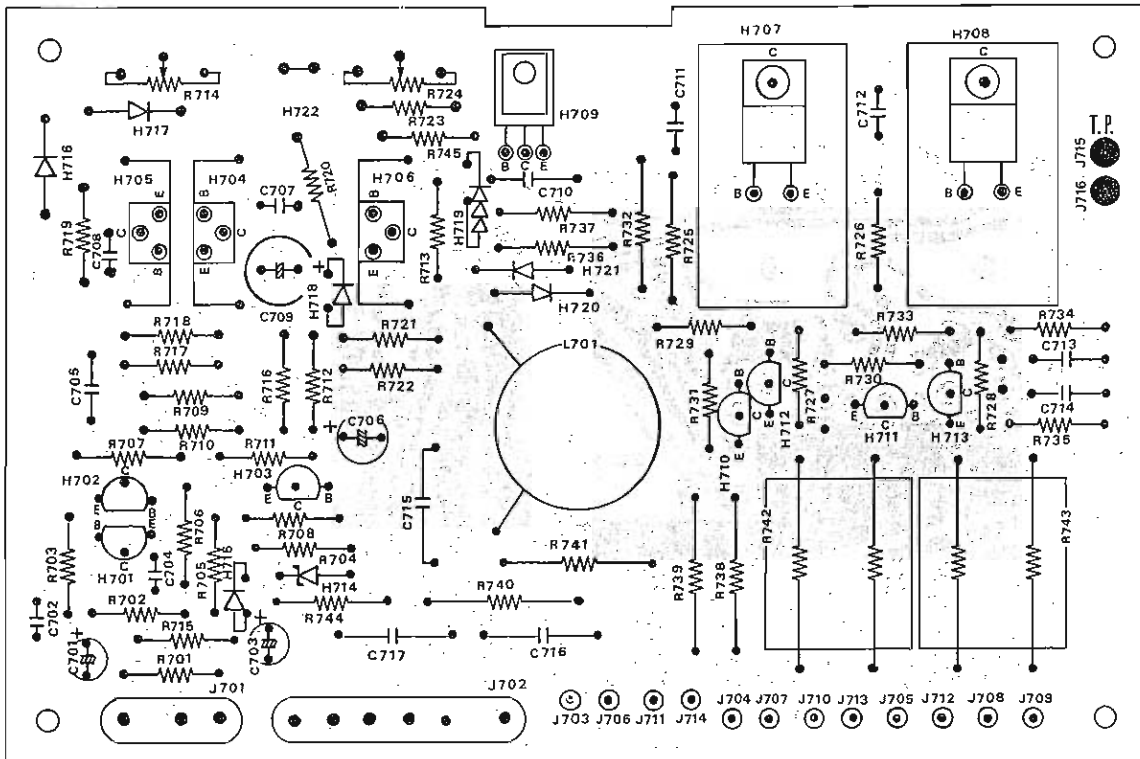 H707
H708
C
C
R714
R724
C711
C712
H717
R723
H722
H709
T.P.
H716
R745
J715
J716
B C E
H705
H704
R720
H706
C707
C710
E B B
C C C
B E E
R719
C708
R713
H719
R737
R732
R725
R726
B E
B E
R736
H721
H718
C709
H720
R718
R721
R729
R733
R734
R717
L701
C713
R716
R712
R722
R730
C705
R709
R731
B
B
C
C
R727
B
C
R728
C714
R710
C706
E
E
E
C
B
E
H712
H711
H713
R735
R707
R711
H703
H710
H702
C
E
B
E
C
B
B
E
C
R706
C715
R742
R743
R703
R708
R704
R741
H701
C704
R705
H715
R739
R738
H714
R702
R744
R740
C702
R715
C701
C703
C717
C716
R701
J701
J702
J703
J706
J711
J714
J704
J707
J710
J713
J705
J712
J708
J709